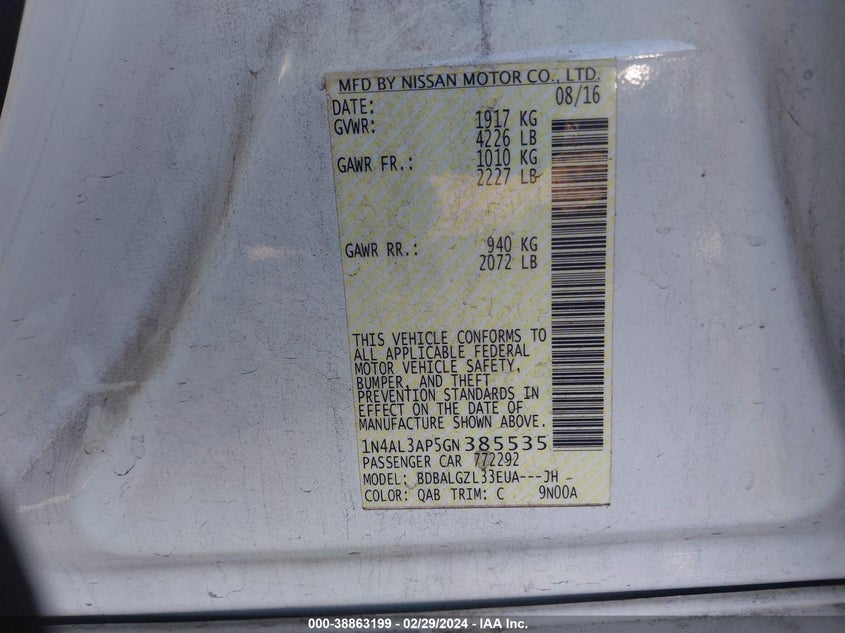 MFD BY NISSAN MOTOR CO., LTD.
DATE: 08/16
GVWR: 1917 KG
4226 LB
GAWR FR.: 1010 KG
2227 LB
GAWR RR.: 940 KG
2072 LB
THIS VEHICLE CONFORMS TO
ALL APPLICABLE FEDERAL
MOTOR VEHICLE SAFETY,
BUMPER, AND THEFT
PREVENTION STANDARDS IN
EFFECT ON THE DATE OF
MANUFACTURE SHOWN ABOVE.
1N4AL3AP5GN385535
PASSENGER CAR 772292
MODEL: BDBALGZL33EUA---JH
COLOR: QAB TRIM: C 9N00A
000-38863199 - 02/29/2024 - IAA Inc.